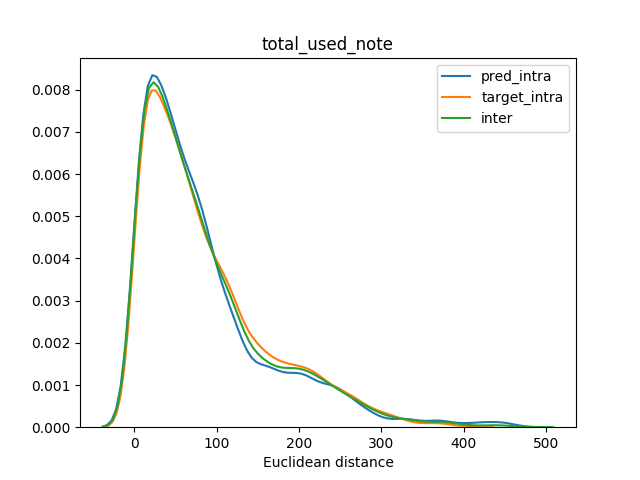 total_used_note
pred_intra
target_intra
inter
0.008
0.007
0.006
0.005
0.004
0.003
0.002
0.001
0.000
0 100 200 300 400 500
Euclidean distance